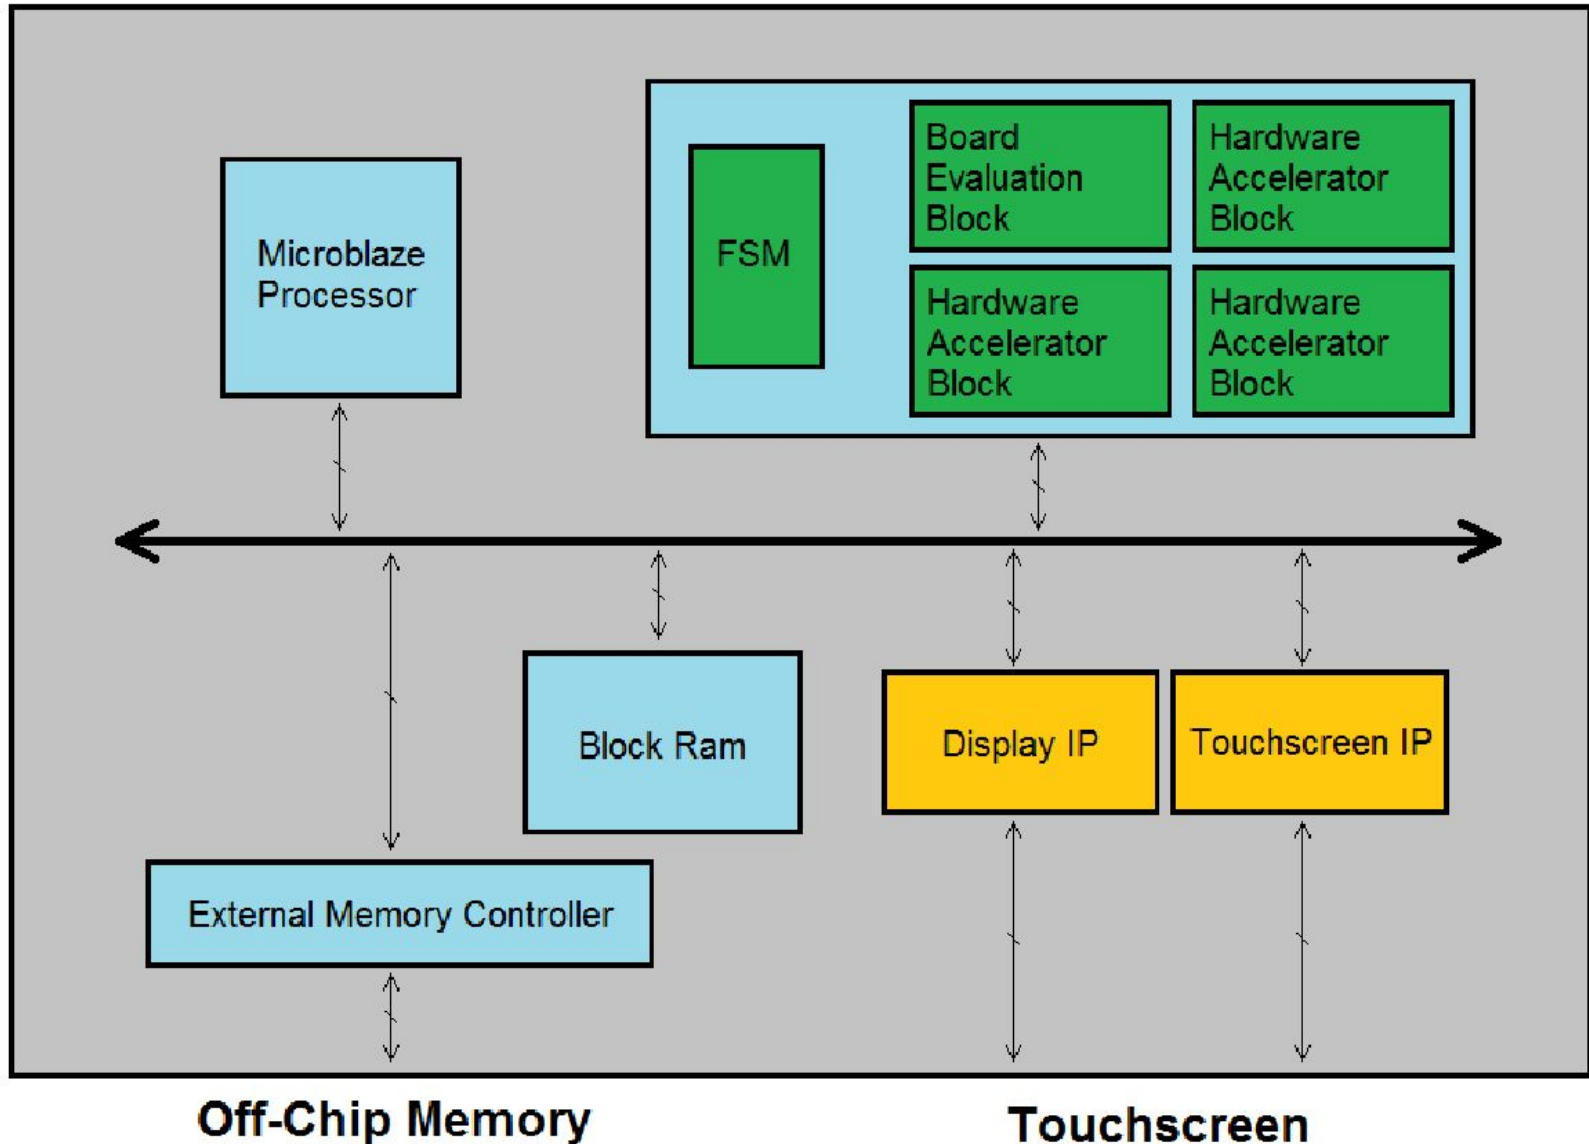 Microblaze
Processor
FSM
Board
Evaluation
Block
Hardware
Accelerator
Block
Hardware
Accelerator
Block
Hardware
Accelerator
Block
Block Ram
Display IP
Touchscreen IP
External Memory Controller
Off-Chip Memory
Touchscreen